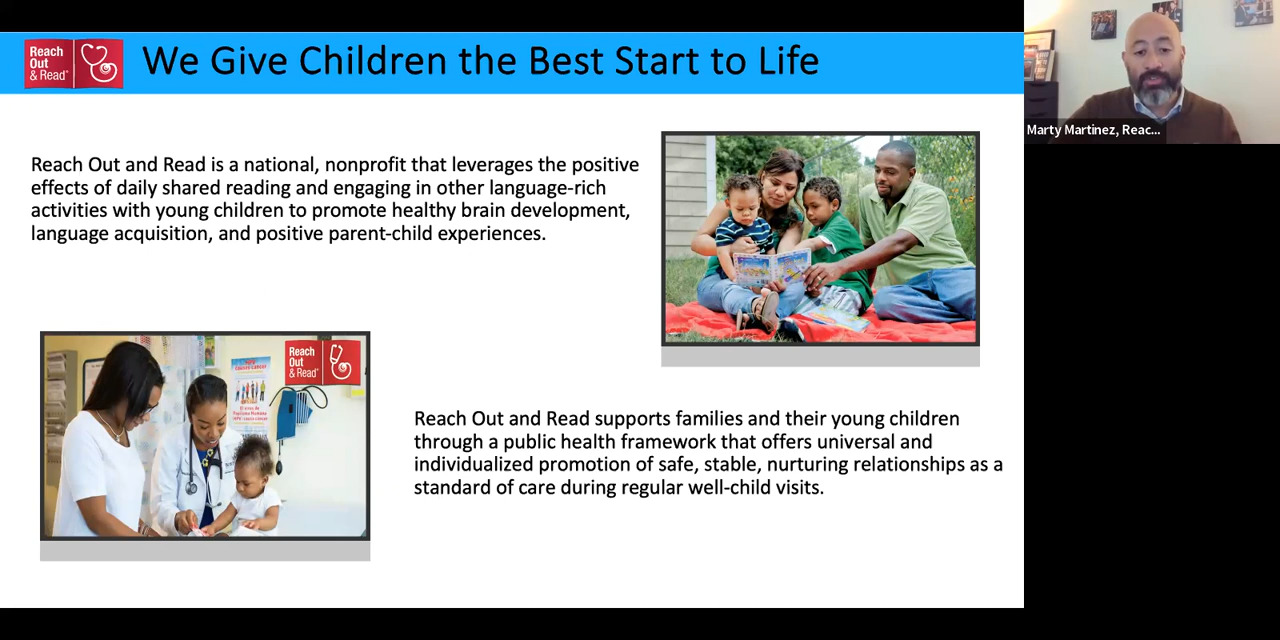 Reach
Out
& Read®
We Give Children the Best Start to Life
Marty Martinez, Reac...
Reach Out and Read is a national, nonprofit that leverages the positive
effects of daily shared reading and engaging in other language-rich
activities with young children to promote healthy brain development,
language acquisition, and positive parent-child experiences.
Reach
Out
& Read®
Reach Out and Read supports families and their young children
through a public health framework that offers universal and
individualized promotion of safe, stable, nurturing relationships as a
standard of care during regular well-child visits.